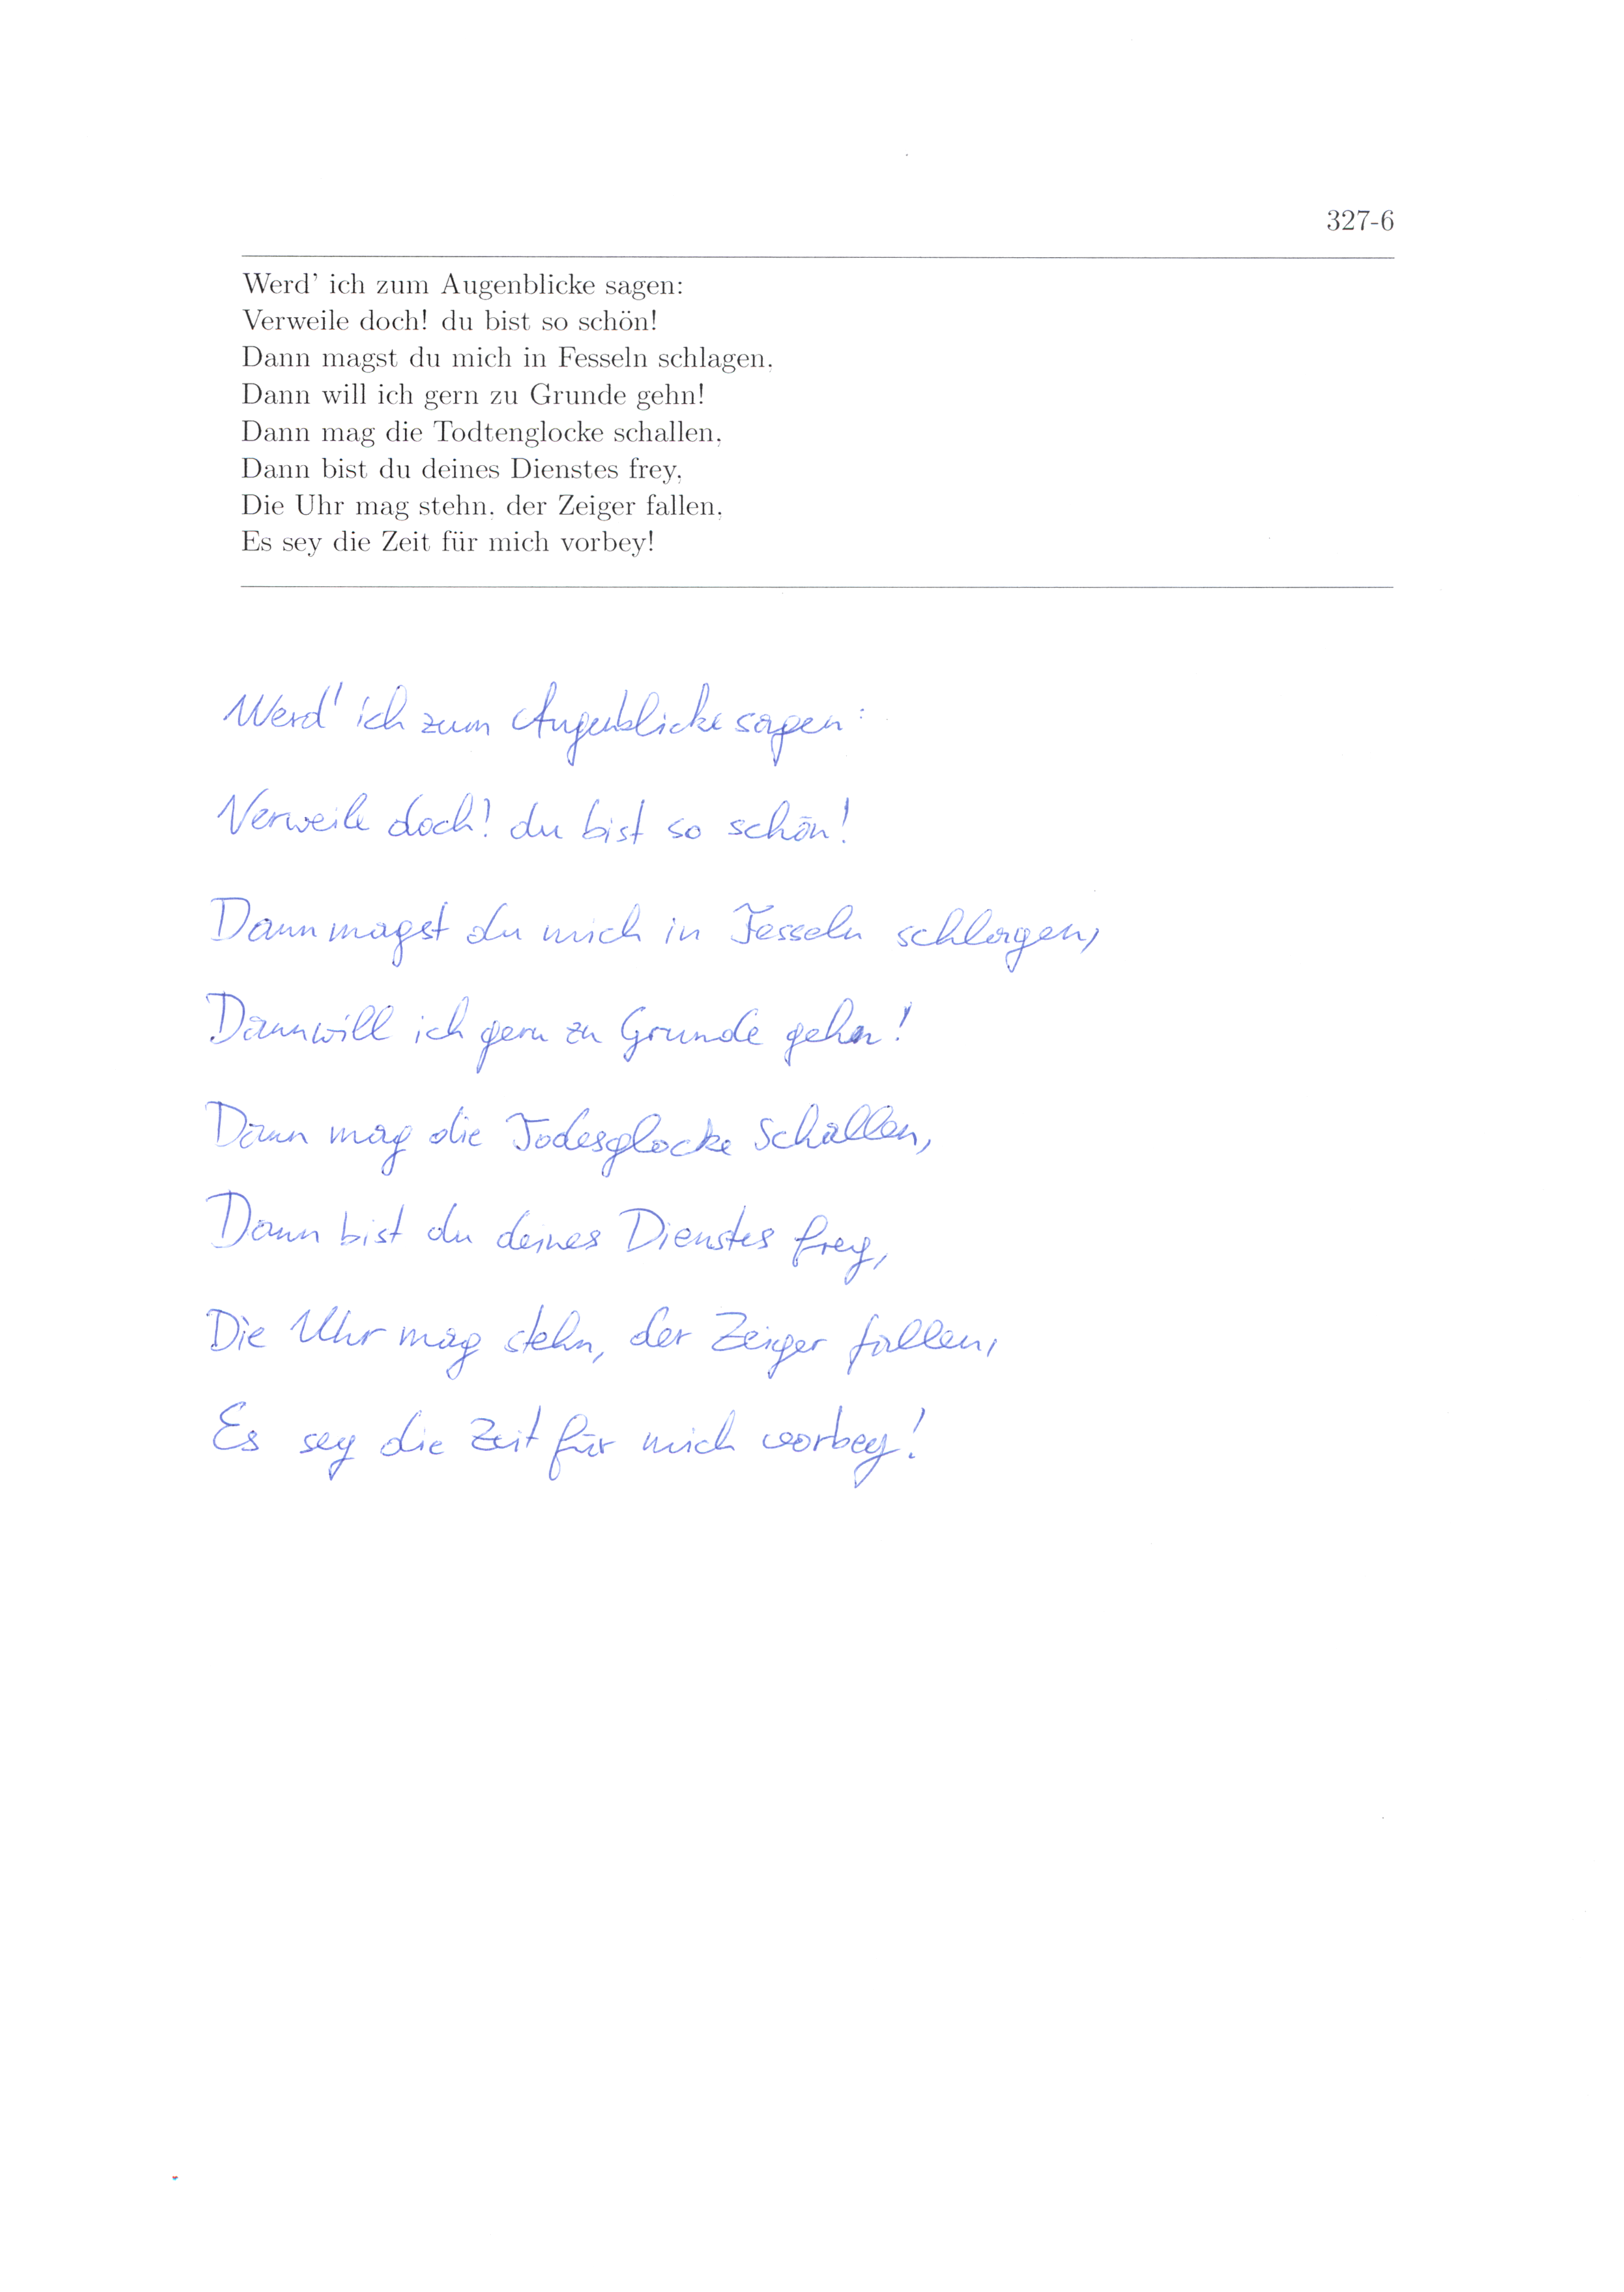 327-6
Werd' ich zum Augenblicke sagen:
Verweile doch! du bist so schön!
Dann magst du mich in Fesseln schlagen,
Dann will ich gern zu Grunde gehn!
Dann mag die Todtenglocke schallen,
Dann bist du deines Dienstes frey,
Die Uhr mag stehn, der Zeiger fallen,
Es sey die Zeit für mich vorbey!
Werd' ich zum Augenblicke sagen:
Verweile doch! du bist so schön!
Dann magst du mich in Fesseln schlagen,
Dann will ich gern zu Grunde gehn!
Dann mag die Todesglocke schallen,
Dann bist du deines Dienstes frey,
Die Uhr mag stehn, der Zeiger fallen,
Es sey die Zeit für mich vorbey!